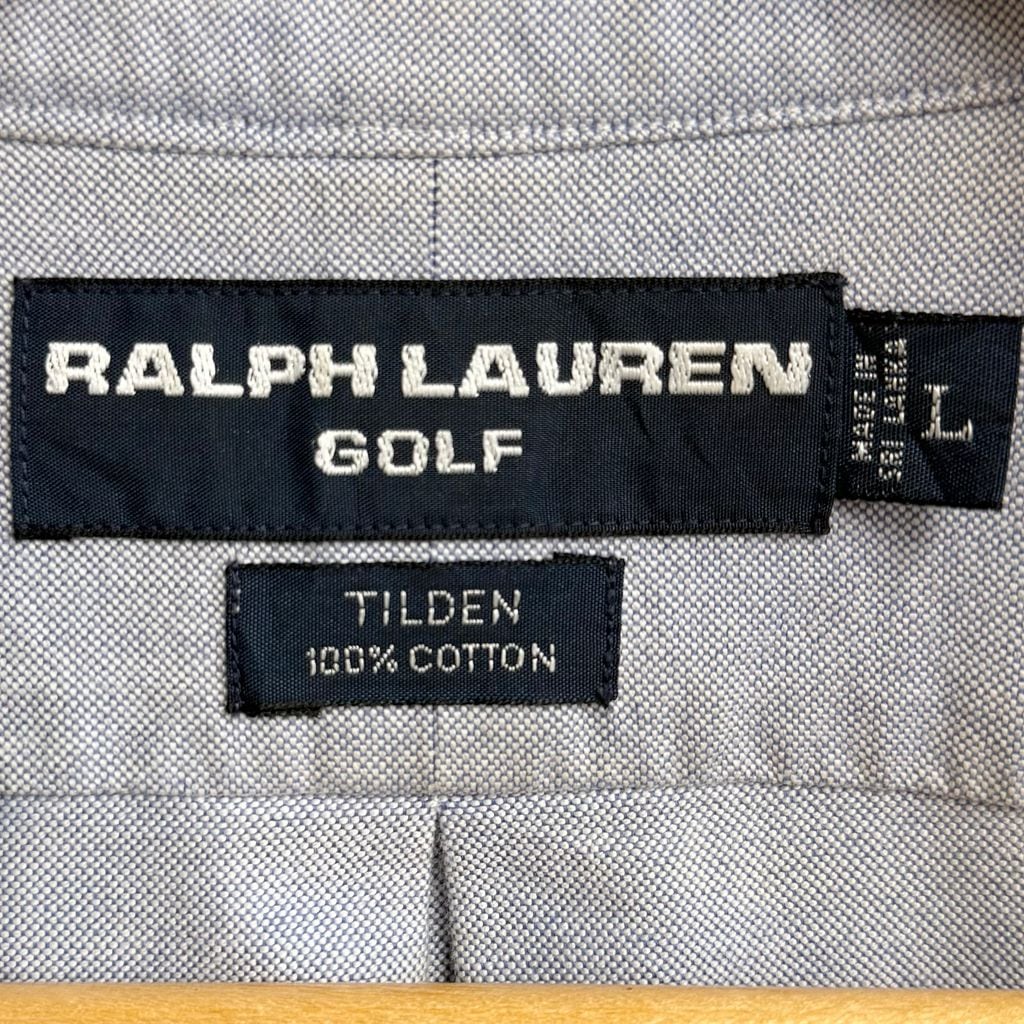 RALPH LAUREN
GOLF
MADE IN
SRI LANKA
L
TILDEN
100% COTTON